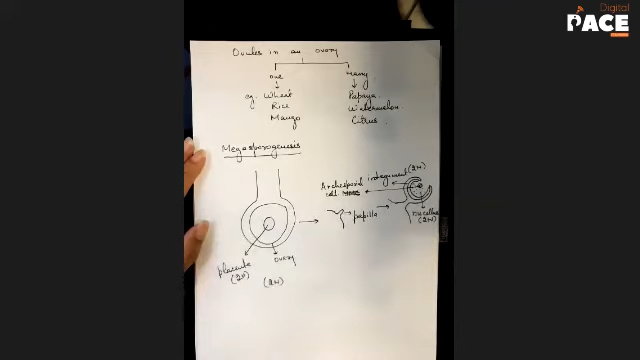 Digital
PACE
Ovules in an ovary
one many
eg. Wheat Papaya
Rice Watermelon
Mango Citrus
Megasporogenesis
integument (2N)
Archesporial
cell
papilla
nucellus
(2N)
placenta
(2N)
ovary
(2N)